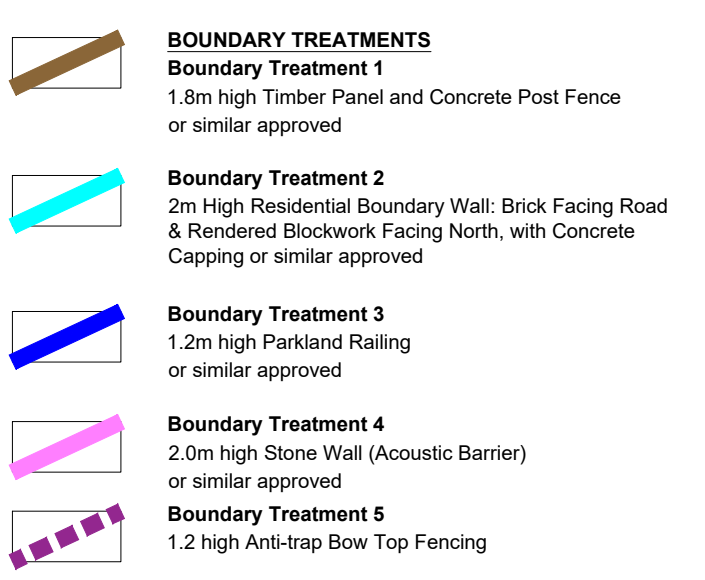 BOUNDARY TREATMENTS
Boundary Treatment 1
1.8m high Timber Panel and Concrete Post Fence
or similar approved
Boundary Treatment 2
2m High Residential Boundary Wall: Brick Facing Road
& Rendered Blockwork Facing North, with Concrete
Capping or similar approved
Boundary Treatment 3
1.2m high Parkland Railing
or similar approved
Boundary Treatment 4
2.0m high Stone Wall (Acoustic Barrier)
or similar approved
Boundary Treatment 5
1.2 high Anti-trap Bow Top Fencing